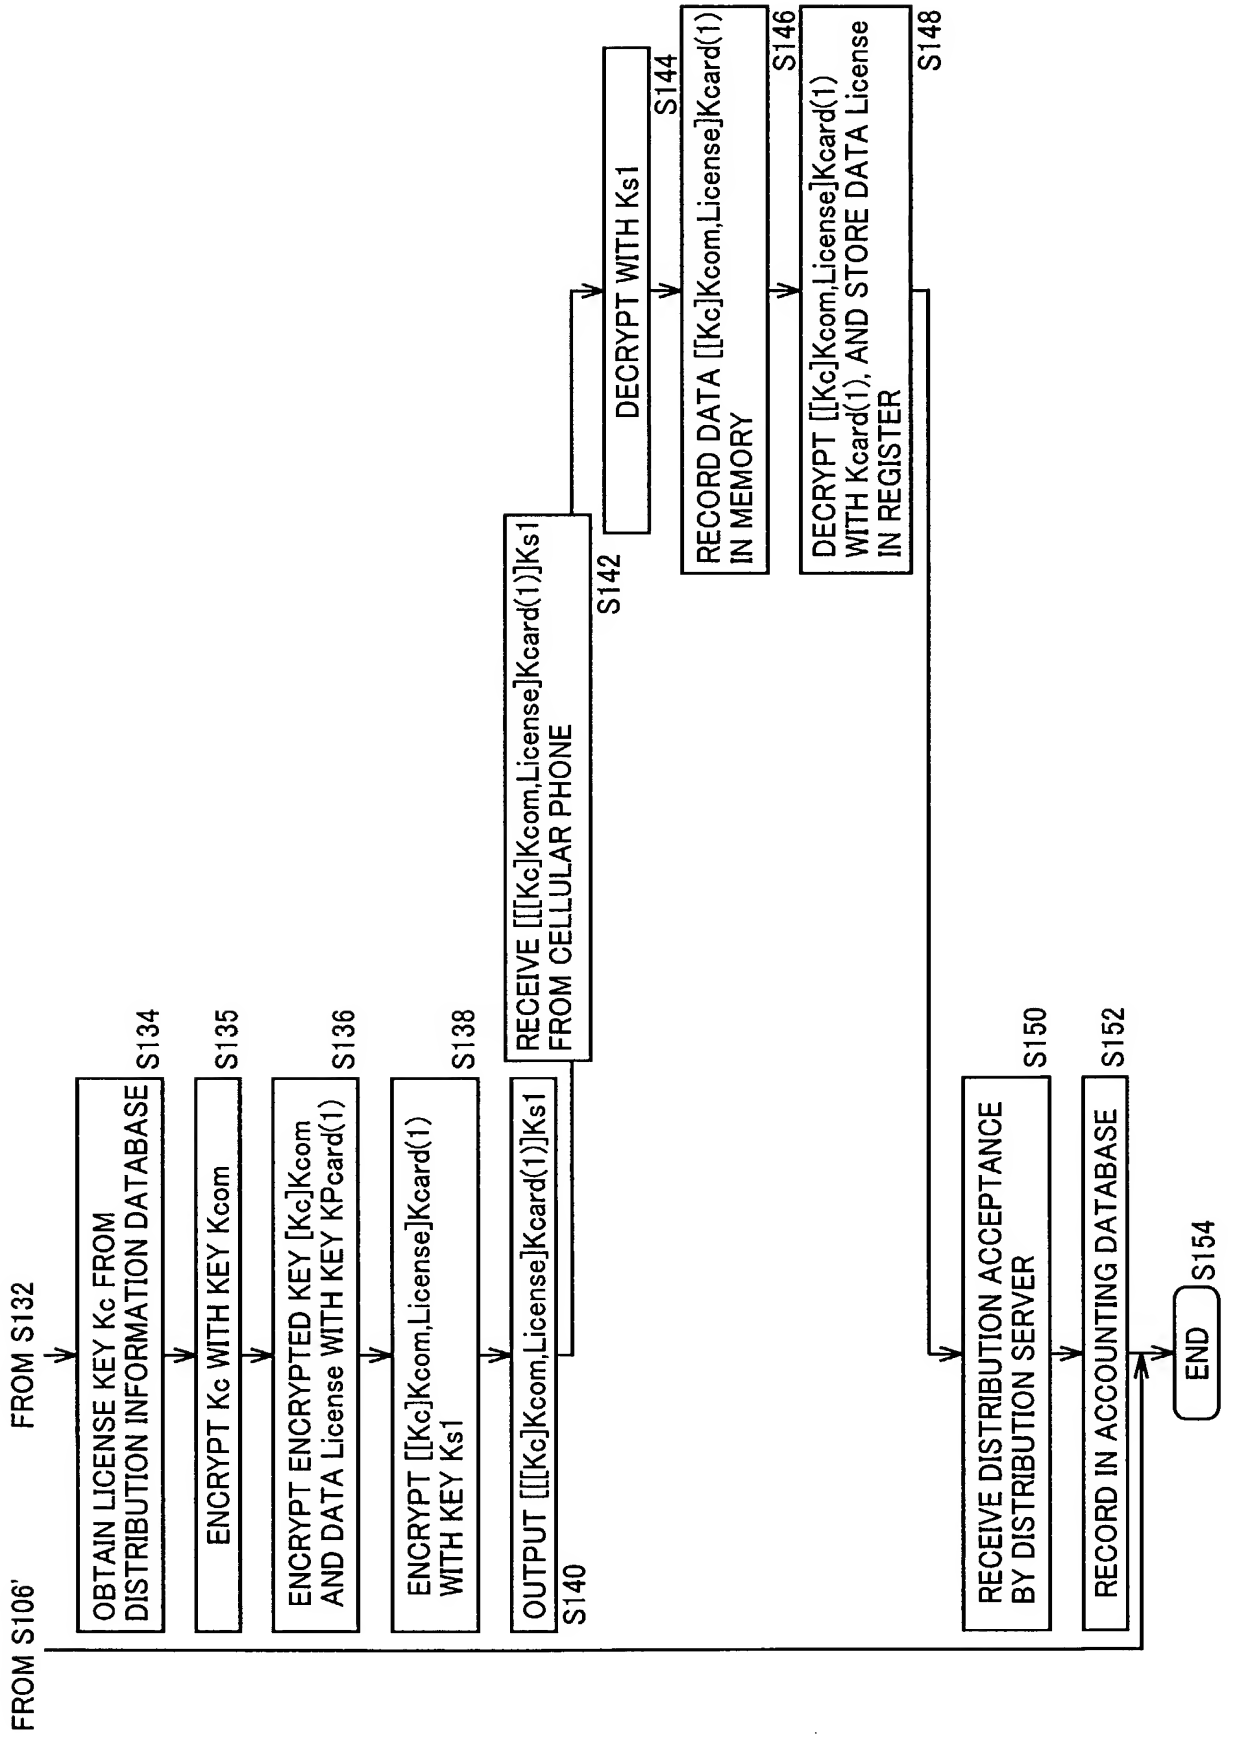 FROM S106'
FROM S132
OBTAIN LICENSE KEY Kc FROM
DISTRIBUTION INFORMATION DATABASE
S134
ENCRYPT Kc WITH KEY Kcom
S135
ENCRYPT ENCRYPTED KEY [Kc]Kcom
AND DATA License WITH KEY KPcard(1)
S136
ENCRYPT [[Kc]Kcom,License]Kcard(1)
WITH KEY Ks1
S138
OUTPUT [[[Kc]Kcom,License]Kcard(1)]Ks1
S140
RECEIVE [[[Kc]Kcom,License]Kcard(1)]Ks1
FROM CELLULAR PHONE
S142
DECRYPT WITH Ks1
S144
RECORD DATA [[Kc]Kcom,License]Kcard(1)
IN MEMORY
S146
DECRYPT [[Kc]Kcom,License]Kcard(1)
WITH Kcard(1), AND STORE DATA License
IN REGISTER
S148
RECEIVE DISTRIBUTION ACCEPTANCE
BY DISTRIBUTION SERVER
S150
RECORD IN ACCOUNTING DATABASE
S152
END
S154